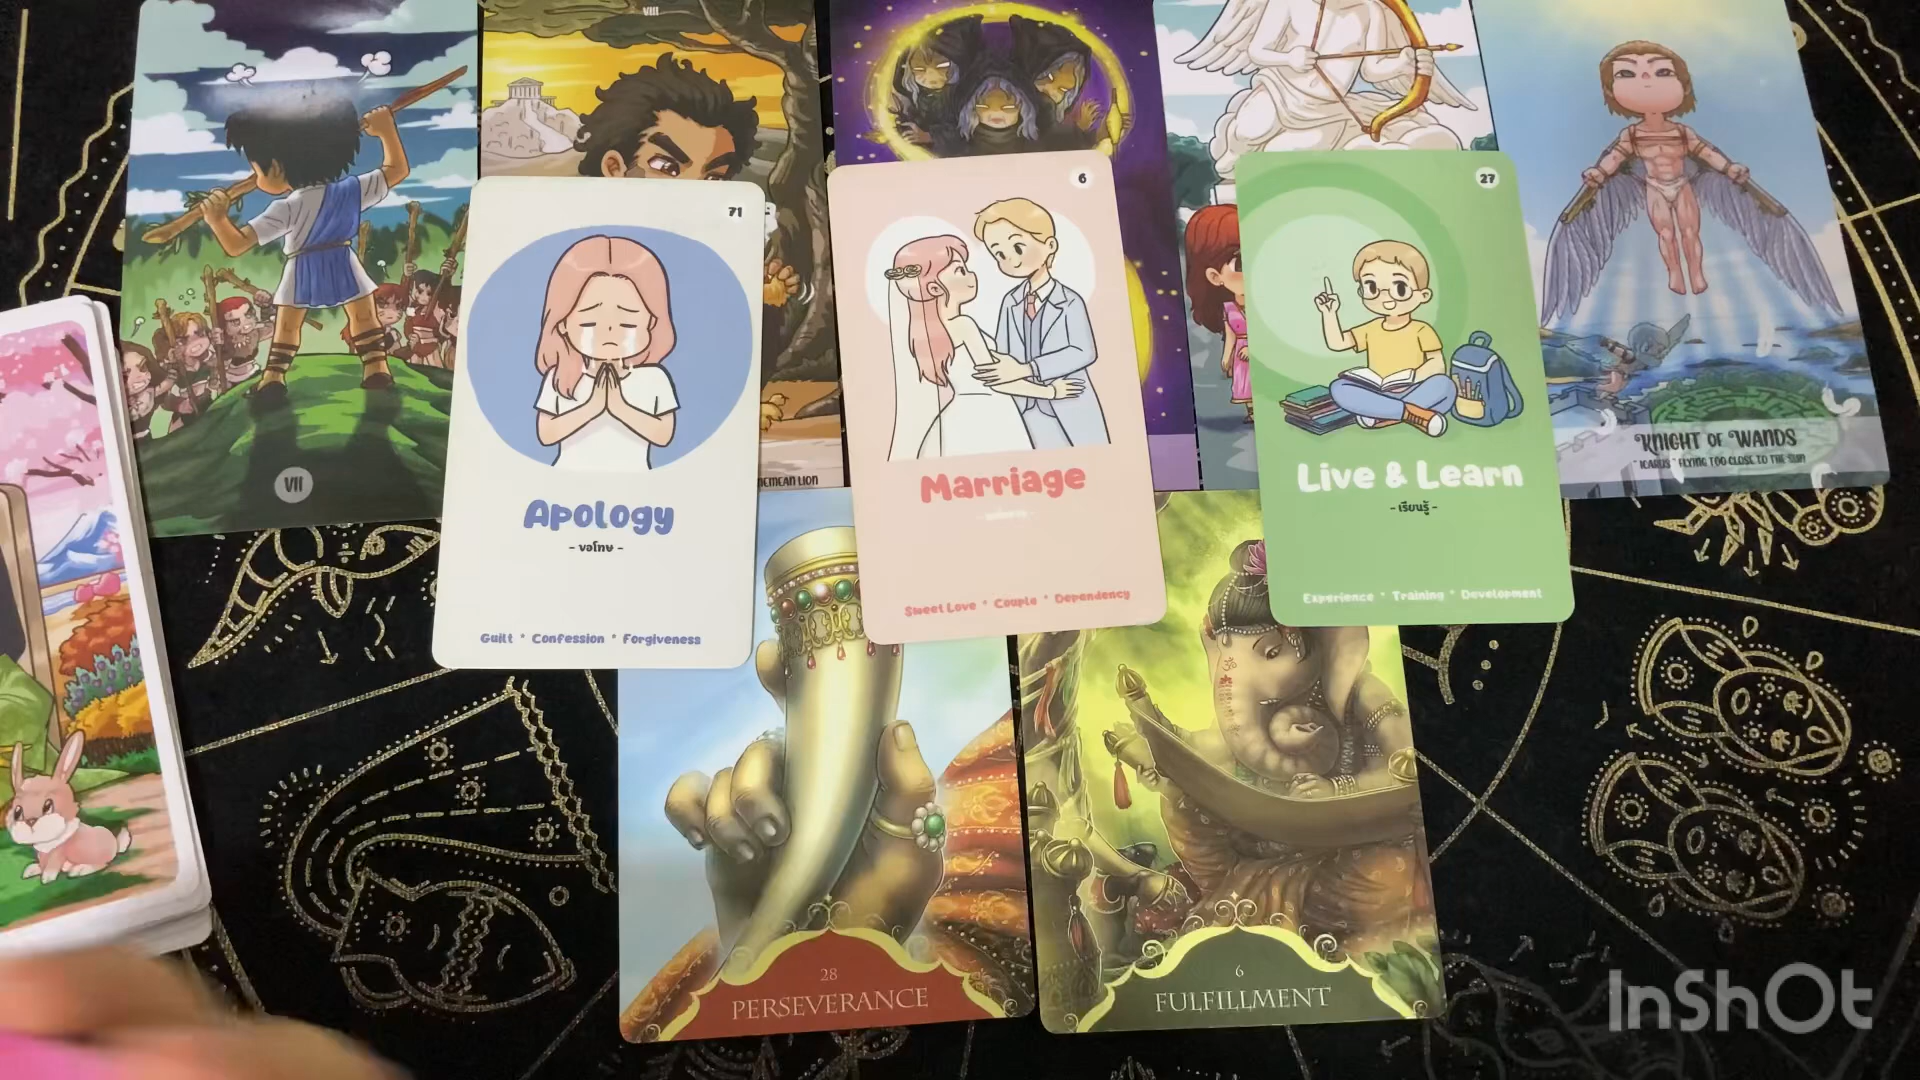 VIII
VII
NEMEAN LION
KNIGHT OF WANDS
"ICARUS" FLYING TOO CLOSE TO THE SUN
71
Apology
- ขอโทษ -
Guilt * Confession * Forgiveness
6
Marriage
Sweet Love * Couple * Dependency
27
Live & Learn
- เรียนรู้ -
Experience * Training * Development
28
PERSEVERANCE
6
FULFILLMENT
InShOt